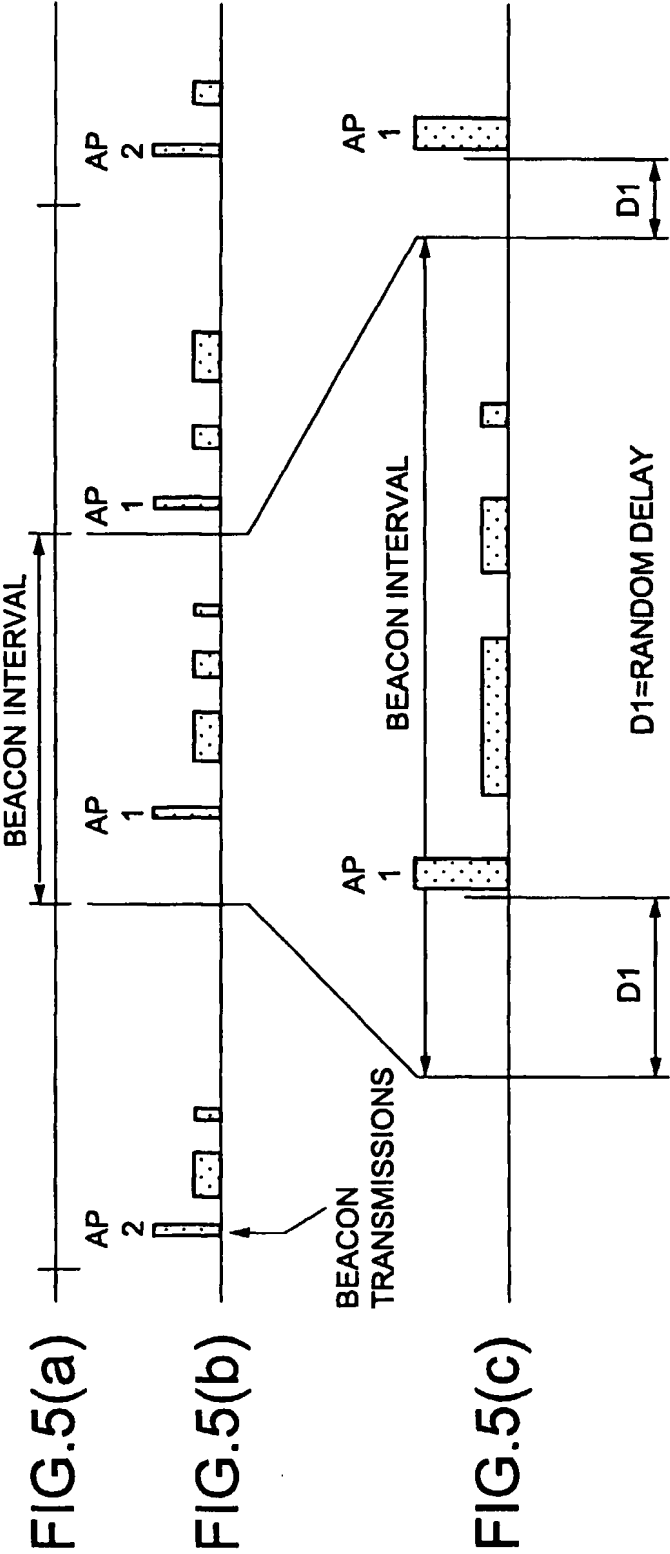 FIG.5(a)
BEACON INTERVAL
FIG.5(b)
AP
2
AP
1
AP
1
AP
2
BEACON
TRANSMISSIONS
BEACON INTERVAL
FIG.5(c)
AP
1
AP
1
D1
D1
D1=RANDOM DELAY